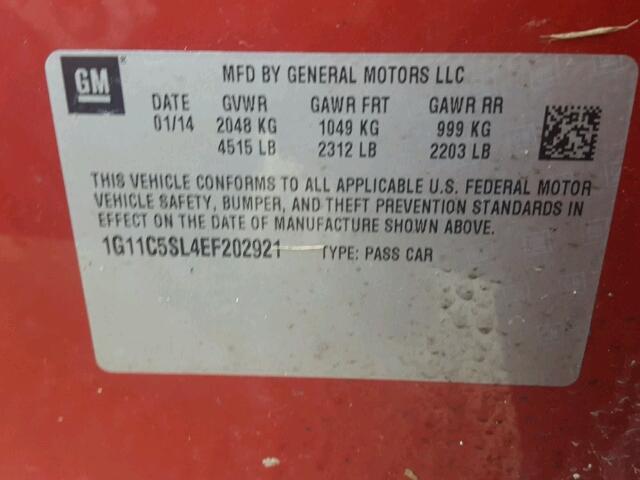 GM
MFD BY GENERAL MOTORS LLC
DATE GVWR GAWR FRT GAWR RR
01/14 2048 KG 1049 KG 999 KG
4515 LB 2312 LB 2203 LB
THIS VEHICLE CONFORMS TO ALL APPLICABLE U.S. FEDERAL MOTOR
VEHICLE SAFETY, BUMPER, AND THEFT PREVENTION STANDARDS IN
EFFECT ON THE DATE OF MANUFACTURE SHOWN ABOVE.
1G11C5SL4EF202921 TYPE: PASS CAR